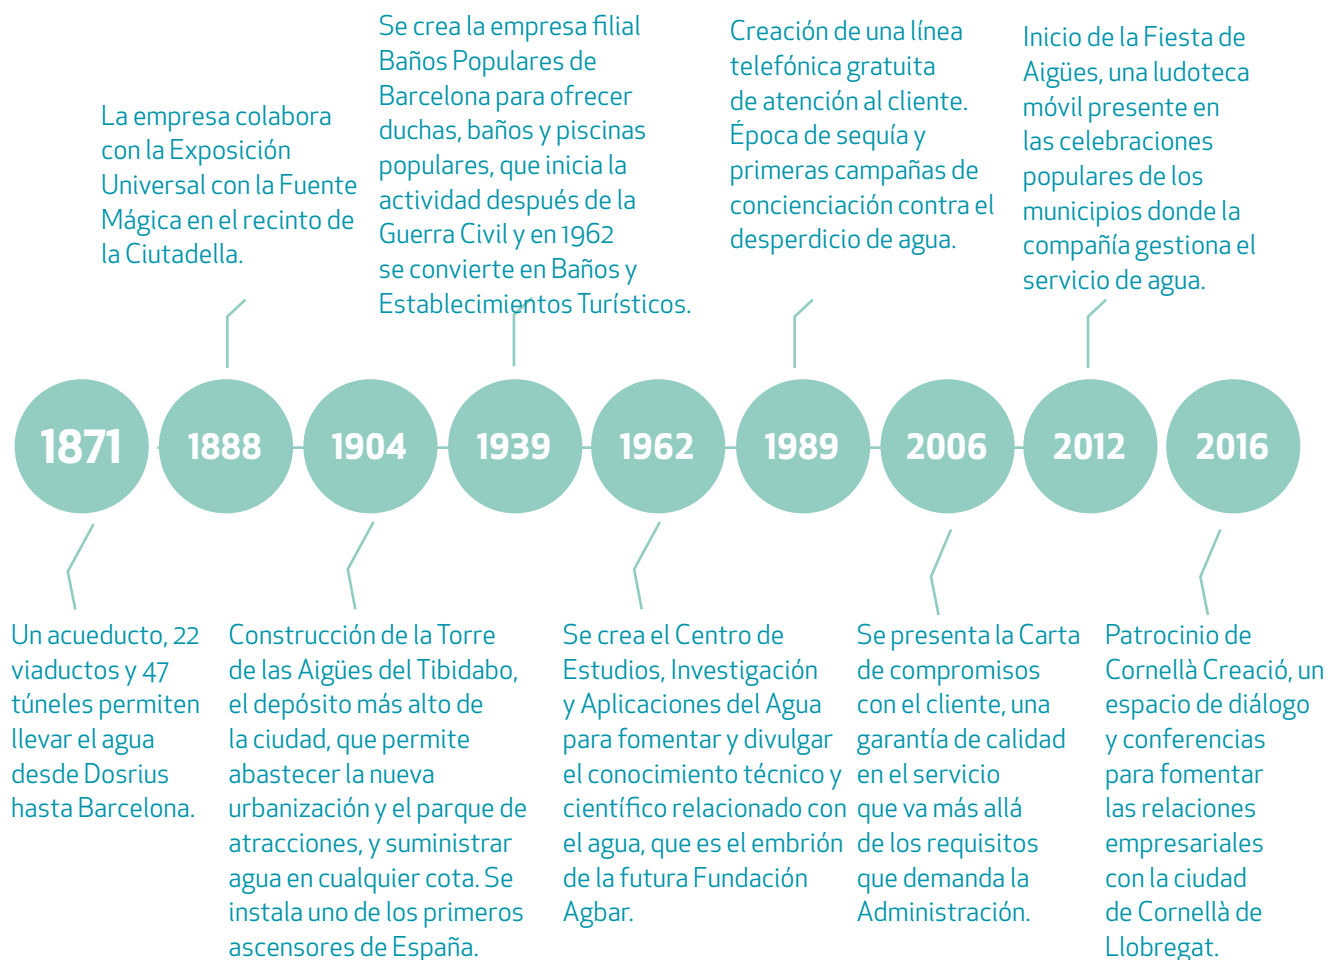 La empresa colabora
con la Exposición
Universal con la Fuente
Mágica en el recinto de
la Ciutadella.
Se crea la empresa filial
Baños Populares de
Barcelona para ofrecer
duchas, baños y piscinas
populares, que inicia la
actividad después de la
Guerra Civil y en 1962
se convierte en Baños y
Establecimientos Turísticos.
Creación de una línea
telefónica gratuita
de atención al cliente.
Época de sequía y
primeras campañas de
concienciación contra el
desperdicio de agua.
Inicio de la Fiesta de
Aigües, una ludoteca
móvil presente en
las celebraciones
populares de los
municipios donde la
compañía gestiona el
servicio de agua.
1871
1888
1904
1939
1962
1989
2006
2012
2016
Un acueducto, 22
viaductos y 47
túneles permiten
llevar el agua
desde Dosrius
hasta Barcelona.
Construcción de la Torre
de las Aigües del Tibidabo,
el depósito más alto de
la ciudad, que permite
abastecer la nueva
urbanización y el parque de
atracciones, y suministrar
agua en cualquier cota. Se
instala uno de los primeros
ascensores de España.
Se crea el Centro de
Estudios, Investigación
y Aplicaciones del Agua
para fomentar y divulgar
el conocimiento técnico y
científico relacionado con
el agua, que es el embrión
de la futura Fundación
Agbar.
Se presenta la Carta
de compromisos
con el cliente, una
garantía de calidad
en el servicio
que va más allá
de los requisitos
que demanda la
Administración.
Patrocinio de
Cornellà Creació, un
espacio de diálogo
y conferencias
para fomentar
las relaciones
empresariales
con la ciudad
de Cornellà de
Llobregat.